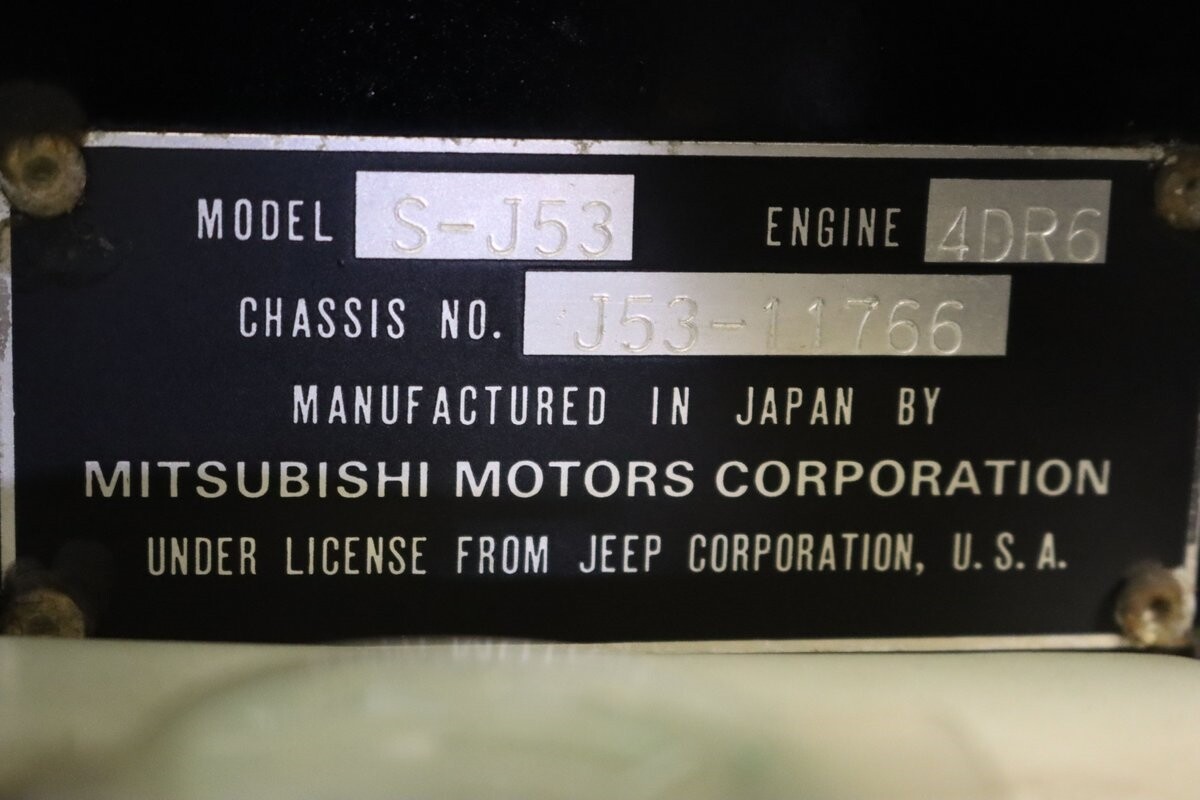 MODEL S-J53 ENGINE 4DR6
CHASSIS NO. J53-11766
MANUFACTURED IN JAPAN BY
MITSUBISHI MOTORS CORPORATION
UNDER LICENSE FROM JEEP CORPORATION, U.S.A.